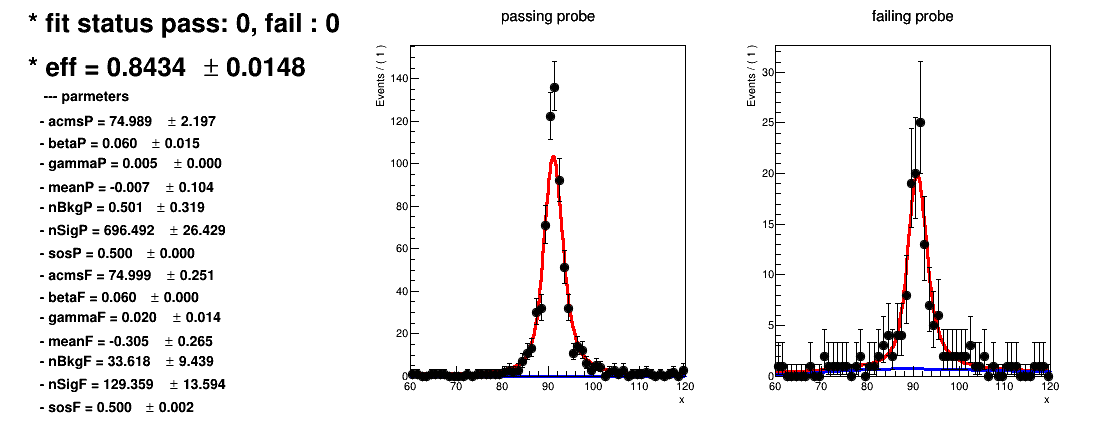 * fit status pass: 0, fail : 0
* eff = 0.8434 ± 0.0148
--- parmeters
- acmsP = 74.989 ± 2.197
- betaP = 0.060 ± 0.015
- gammaP = 0.005 ± 0.000
- meanP = -0.007 ± 0.104
- nBkgP = 0.501 ± 0.319
- nSigP = 696.492 ± 26.429
- sosP = 0.500 ± 0.000
- acmsF = 74.999 ± 0.251
- betaF = 0.060 ± 0.000
- gammaF = 0.020 ± 0.014
- meanF = -0.305 ± 0.265
- nBkgF = 33.618 ± 9.439
- nSigF = 129.359 ± 13.594
- sosF = 0.500 ± 0.002
passing probe
Events / ( 1 )
140
120
100
80
60
40
20
0
60 70 80 90 100 110 120
x
failing probe
Events / ( 1 )
30
25
20
15
10
5
0
60 70 80 90 100 110 120
x